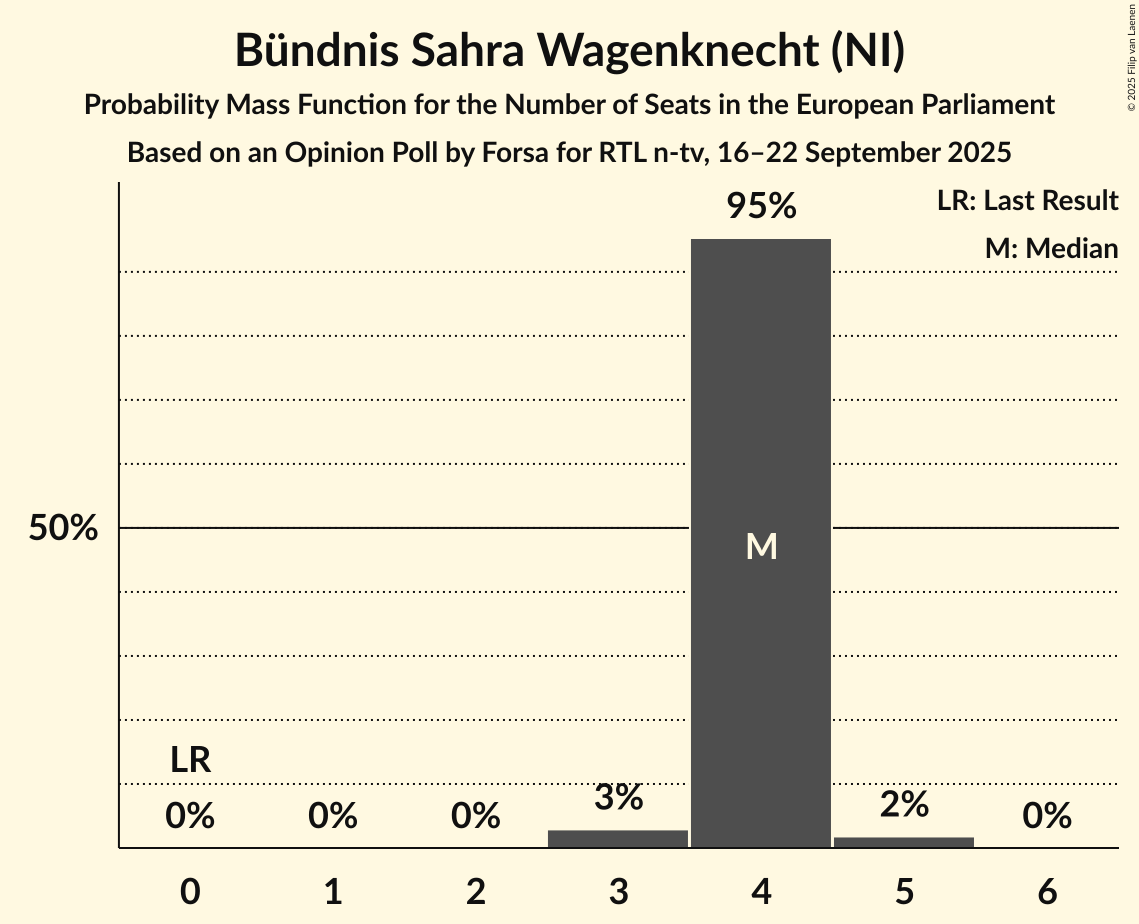 Bündnis Sahra Wagenknecht (NI)
Probability Mass Function for the Number of Seats in the European Parliament
Based on an Opinion Poll by Forsa for RTL n-tv, 16–22 September 2025
© 2025 Filip van Laenen
LR: Last Result
M: Median
95%
50%
M
LR
0%
0%
0%
3%
2%
0%
0
1
2
3
4
5
6